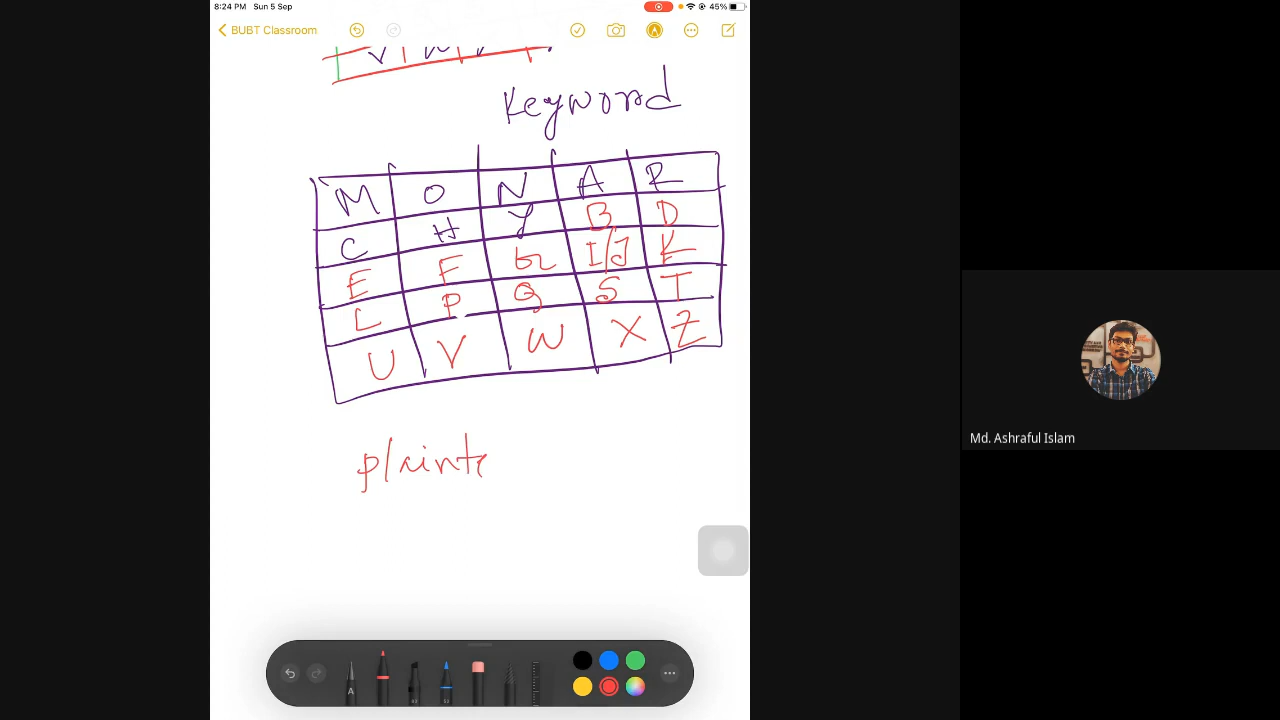 8:24 PM Sun 5 Sep
45%
BUBT Classroom
Keyword
M O N A R
C H Y B D
E F G I/J K
L P Q S T
U V W X Z
plainte
Md. Ashraful Islam
A